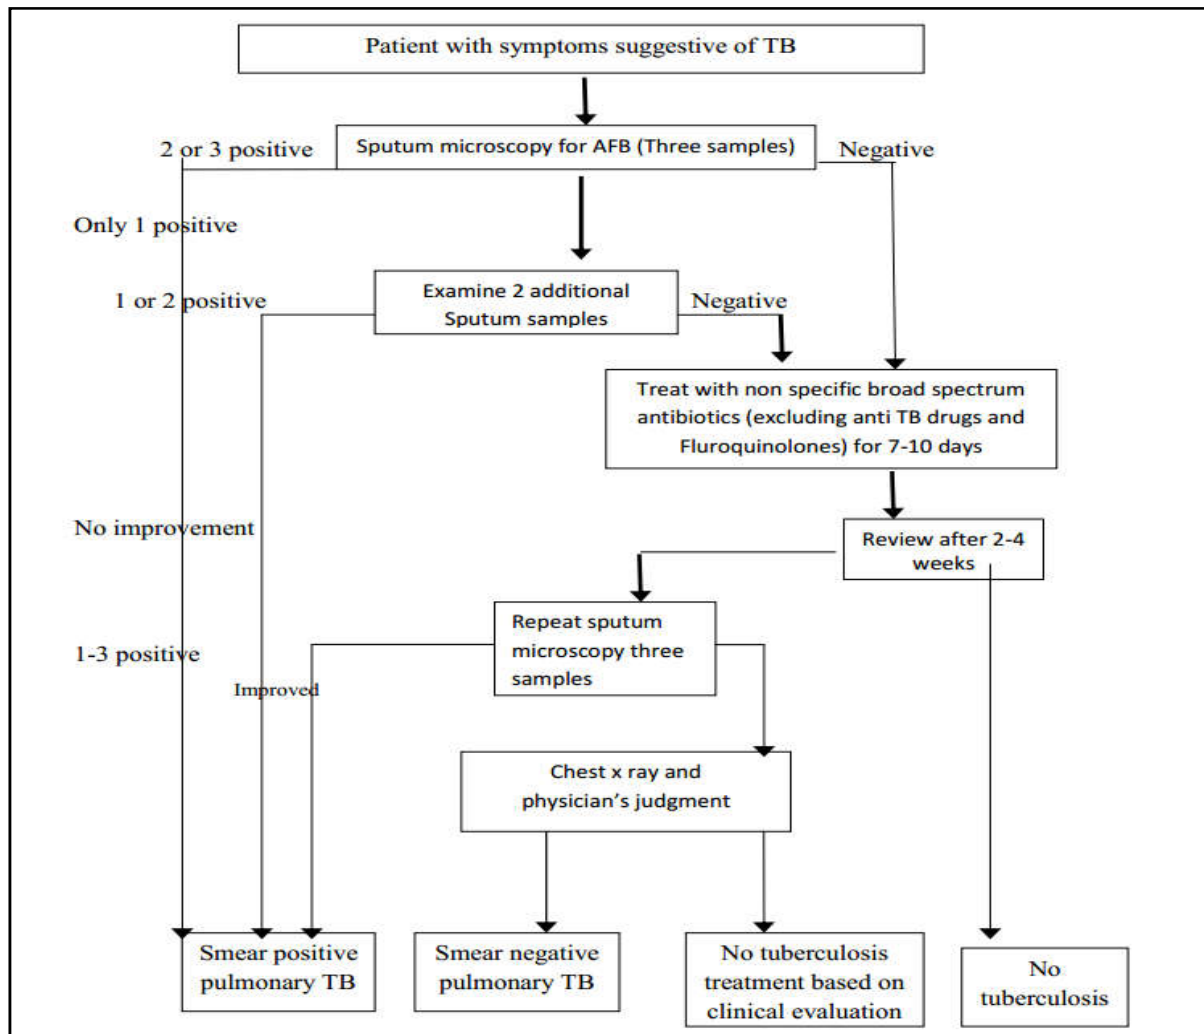 Patient with symptoms suggestive of TB
2 or 3 positive
Sputum microscopy for AFB (Three samples)
Negative
Only 1 positive
1 or 2 positive
Examine 2 additional
Sputum samples
Negative
Treat with non specific broad spectrum
antibiotics (excluding anti TB drugs and
Fluroquinolones) for 7-10 days
No improvement
Review after 2-4
weeks
Repeat sputum
microscopy three
samples
1-3 positive
Improved
Chest x ray and
physician’s judgment
Smear positive
pulmonary TB
Smear negative
pulmonary TB
No tuberculosis
treatment based on
clinical evaluation
No
tuberculosis